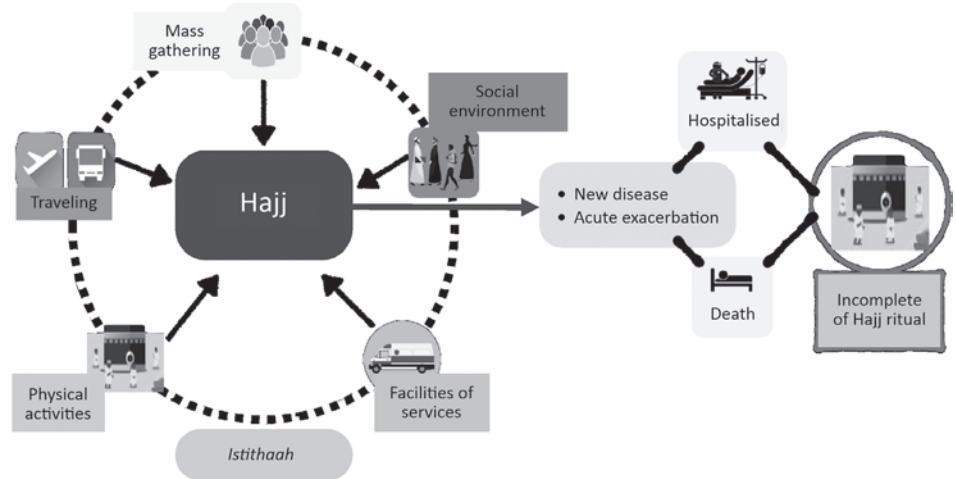 Mass
gathering
Social
environment
Traveling
Hajj
Physical
activities
Facilities of
services
Istithaah
• New disease
• Acute exacerbation
Hospitalised
Death
Incomplete
of Hajj ritual